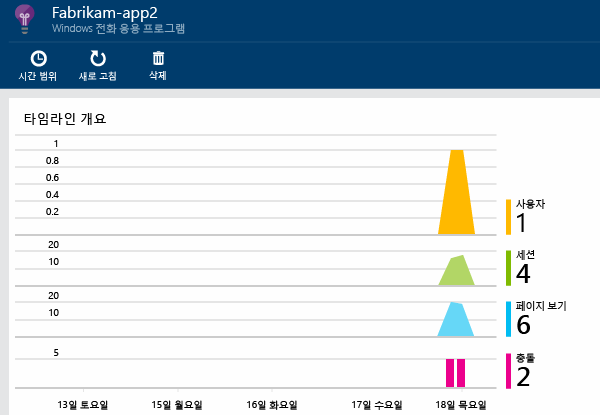 Fabrikam-app2
Windows 전화 응용 프로그램
시간 범위 새로 고침 삭제
타임라인 개요
1
0.8
0.6
0.4
0.2
사용자
1
20
10
세션
4
20
10
페이지 보기
6
5
충돌
2
13일 토요일 15일 월요일 16일 화요일 17일 수요일 18일 목요일